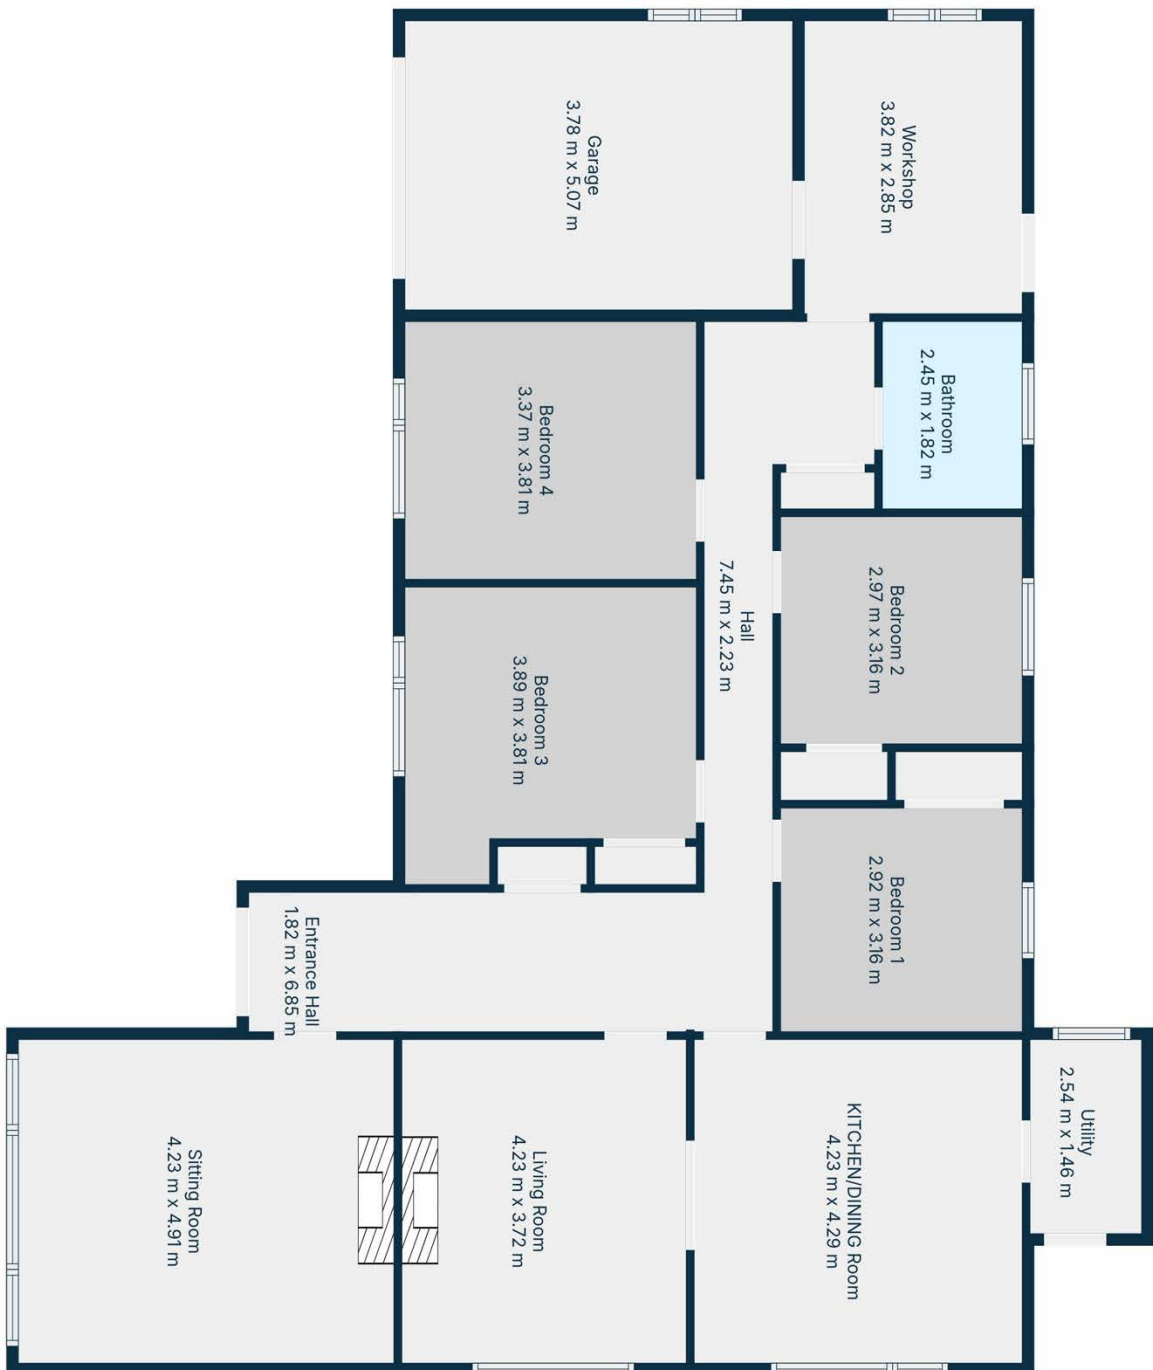 Garage
3.78 m x 5.07 m
Workshop
3.82 m x 2.85 m
Bathroom
2.45 m x 1.82 m
Bedroom 4
3.37 m x 3.81 m
Hall
7.45 m x 2.23 m
Bedroom 2
2.97 m x 3.16 m
Bedroom 3
3.89 m x 3.81 m
Bedroom 1
2.92 m x 3.16 m
Entrance Hall
1.82 m x 6.85 m
Sitting Room
4.23 m x 4.91 m
Living Room
4.23 m x 3.72 m
KITCHEN/DINING Room
4.23 m x 4.29 m
Utility
2.54 m x 1.46 m